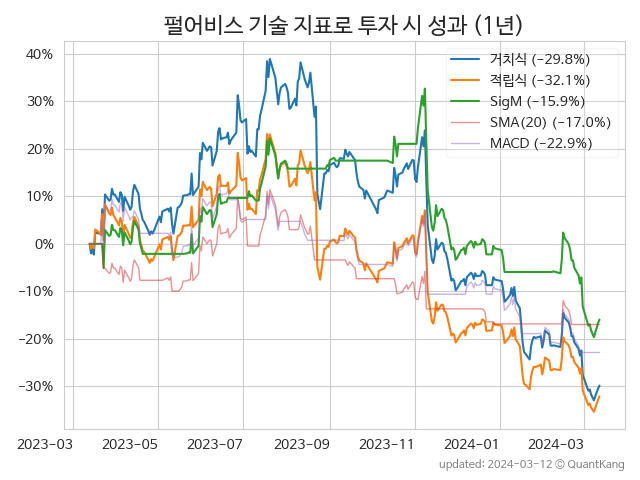 펄어비스 기술 지표로 투자 시 성과 (1년)
거치식 (−29.8%)
적립식 (−32.1%)
SigM (−15.9%)
SMA(20) (−17.0%)
MACD (−22.9%)
40%
30%
20%
10%
0%
−10%
−20%
−30%
2023−03 2023−05 2023−07 2023−09 2023−11 2024−01 2024−03
updated: 2024−03−12 ⓒ QuantKang